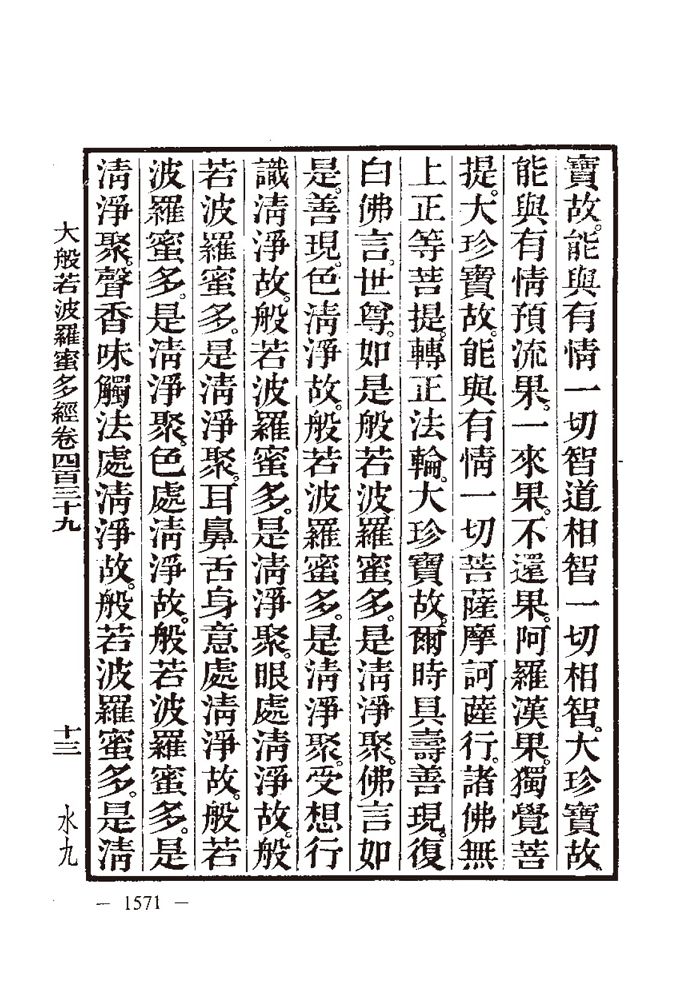 寶故。能與有情一切智道相智一切相智。大珍寶故
能與有情預流果。一來果。不還果。阿羅漢果。獨覺菩
提。大珍寶故。能與有情一切菩薩摩訶薩行。諸佛無
上正等菩提。轉正法輪。大珍寶故。爾時具壽善現。復
白佛言。世尊。如是般若波羅蜜多。是清淨聚。佛言如
是。善現。色清淨故。般若波羅蜜多。是清淨聚。受想行
識清淨故。般若波羅蜜多。是清淨聚。眼處清淨故。般
若波羅蜜多。是清淨聚。耳鼻舌身意處清淨故。般若
波羅蜜多。是清淨聚。色處清淨故。般若波羅蜜多。是
清淨聚。聲香味觸法處清淨故。般若波羅蜜多。是清
大般若波羅蜜多經卷四百三十九 十三 水九
— 1571 —